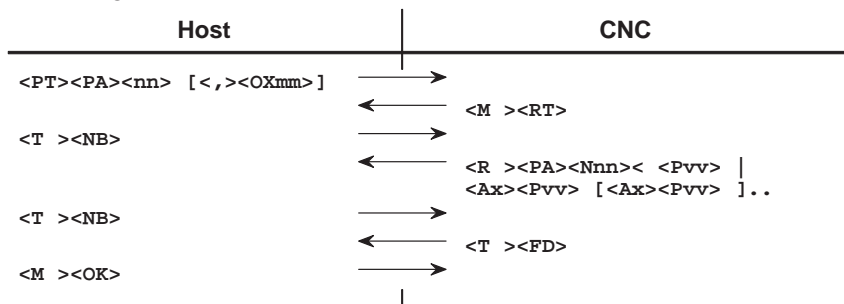 Host CNC
<PT><PA><nn> [<,><OXmm>]
<M ><RT>
<T ><NB>
<R ><PA><Nnn>< <Pvv> |
<Ax><Pvv> [<Ax><Pvv> ]..
<T ><NB>
<T ><FD>
<M ><OK>